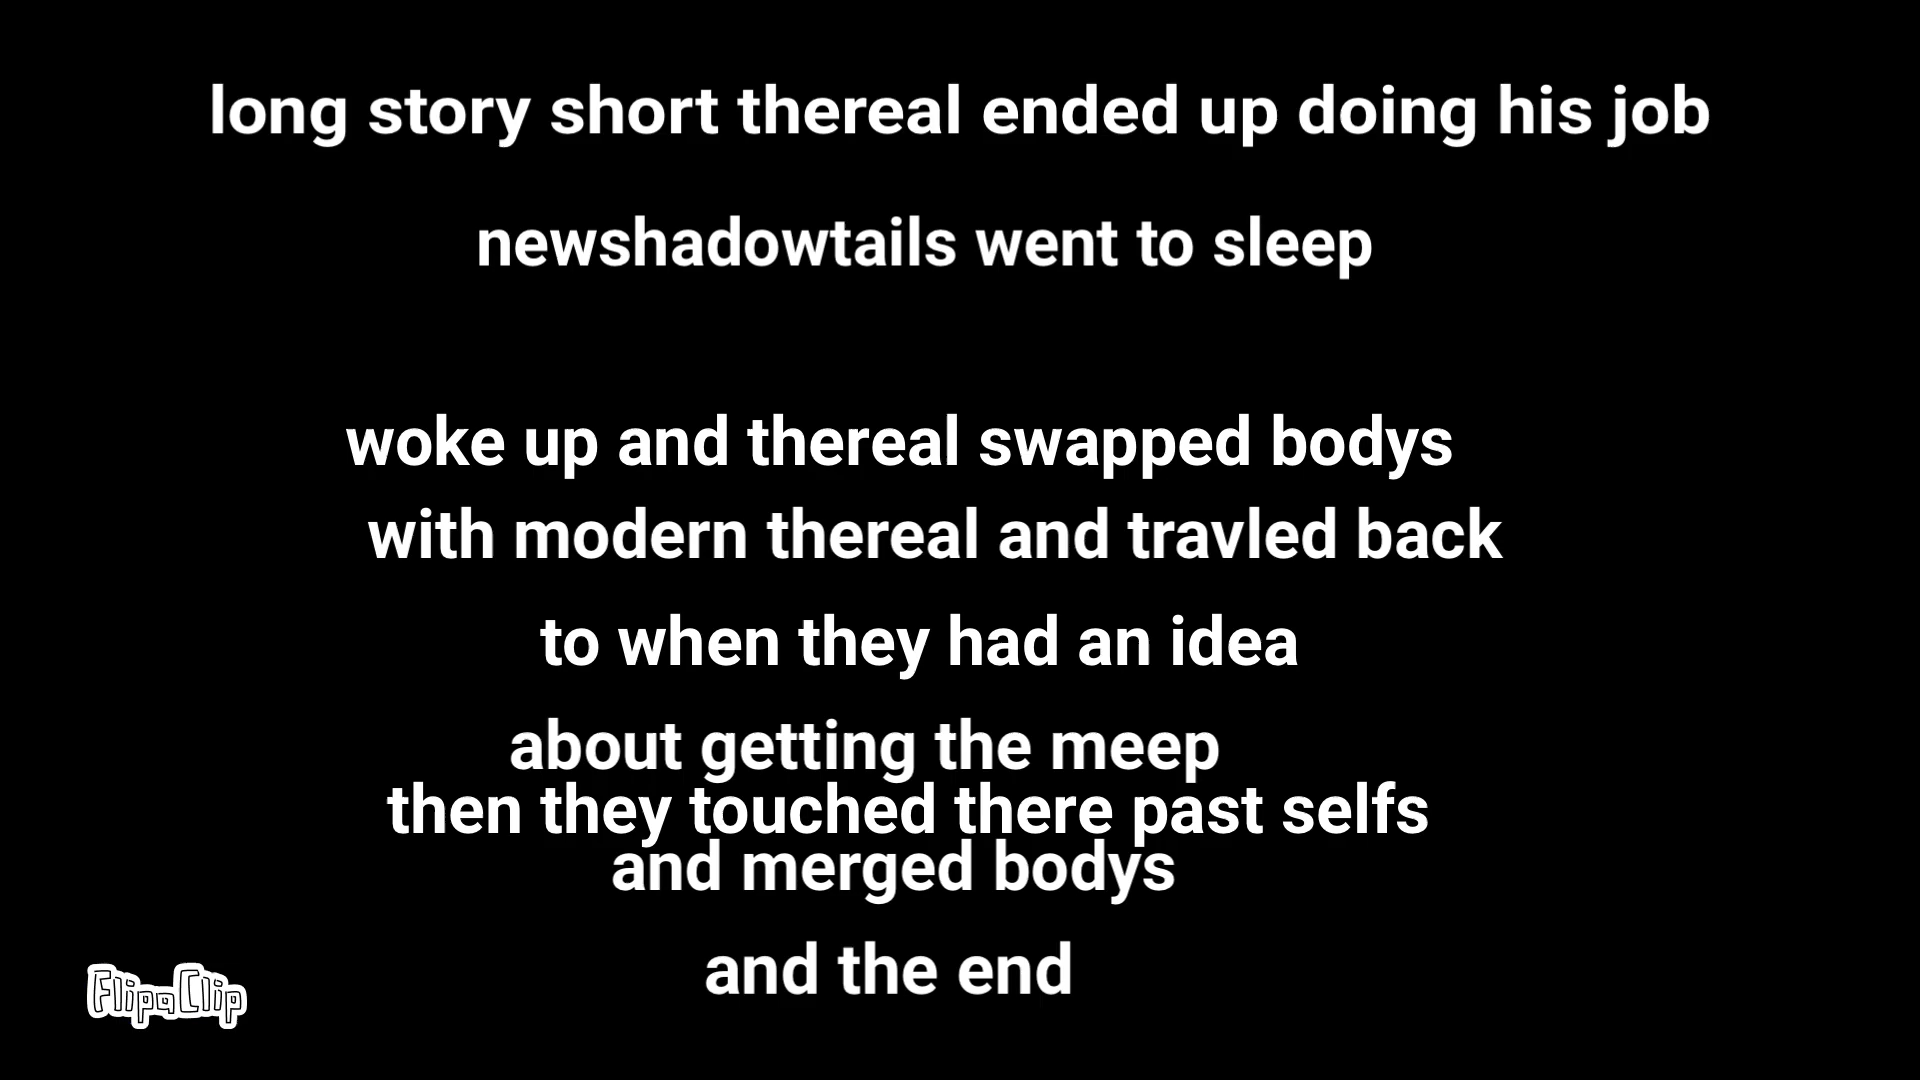 long story short thereal ended up doing his job
newshadowtails went to sleep
woke up and thereal swapped bodys
with modern thereal and travled back
to when they had an idea
about getting the meep
then they touched there past selfs
and merged bodys
and the end
FlipaClip